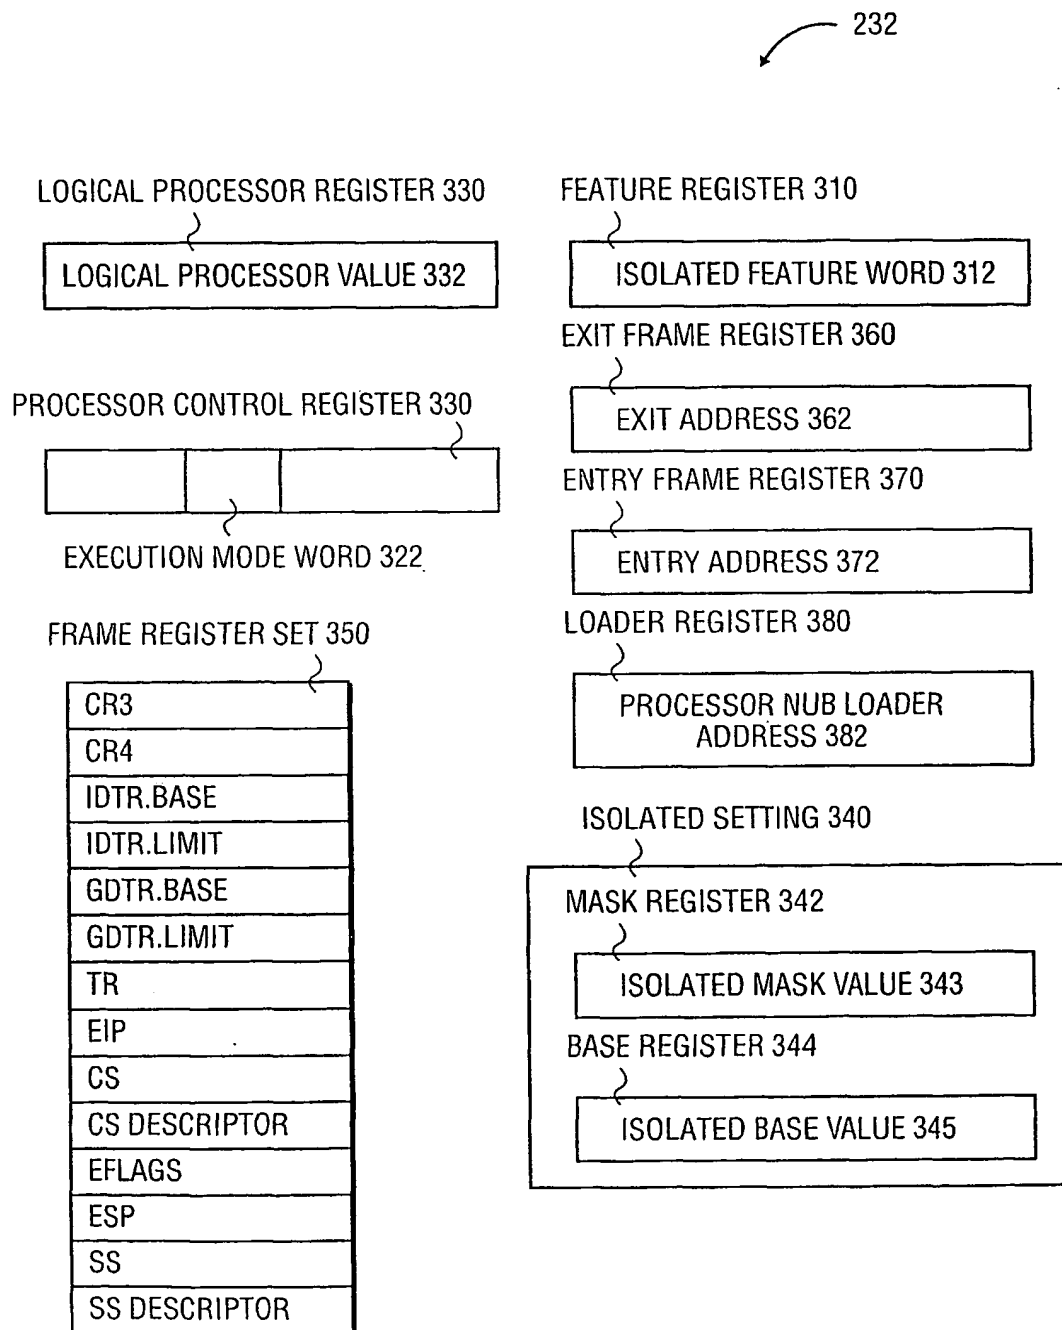 232
LOGICAL PROCESSOR REGISTER 330
LOGICAL PROCESSOR VALUE 332
PROCESSOR CONTROL REGISTER 330
EXECUTION MODE WORD 322
FRAME REGISTER SET 350
CR3
CR4
IDTR.BASE
IDTR.LIMIT
GDTR.BASE
GDTR.LIMIT
TR
EIP
CS
CS DESCRIPTOR
EFLAGS
ESP
SS
SS DESCRIPTOR
FEATURE REGISTER 310
ISOLATED FEATURE WORD 312
EXIT FRAME REGISTER 360
EXIT ADDRESS 362
ENTRY FRAME REGISTER 370
ENTRY ADDRESS 372
LOADER REGISTER 380
PROCESSOR NUB LOADER
ADDRESS 382
ISOLATED SETTING 340
MASK REGISTER 342
ISOLATED MASK VALUE 343
BASE REGISTER 344
ISOLATED BASE VALUE 345